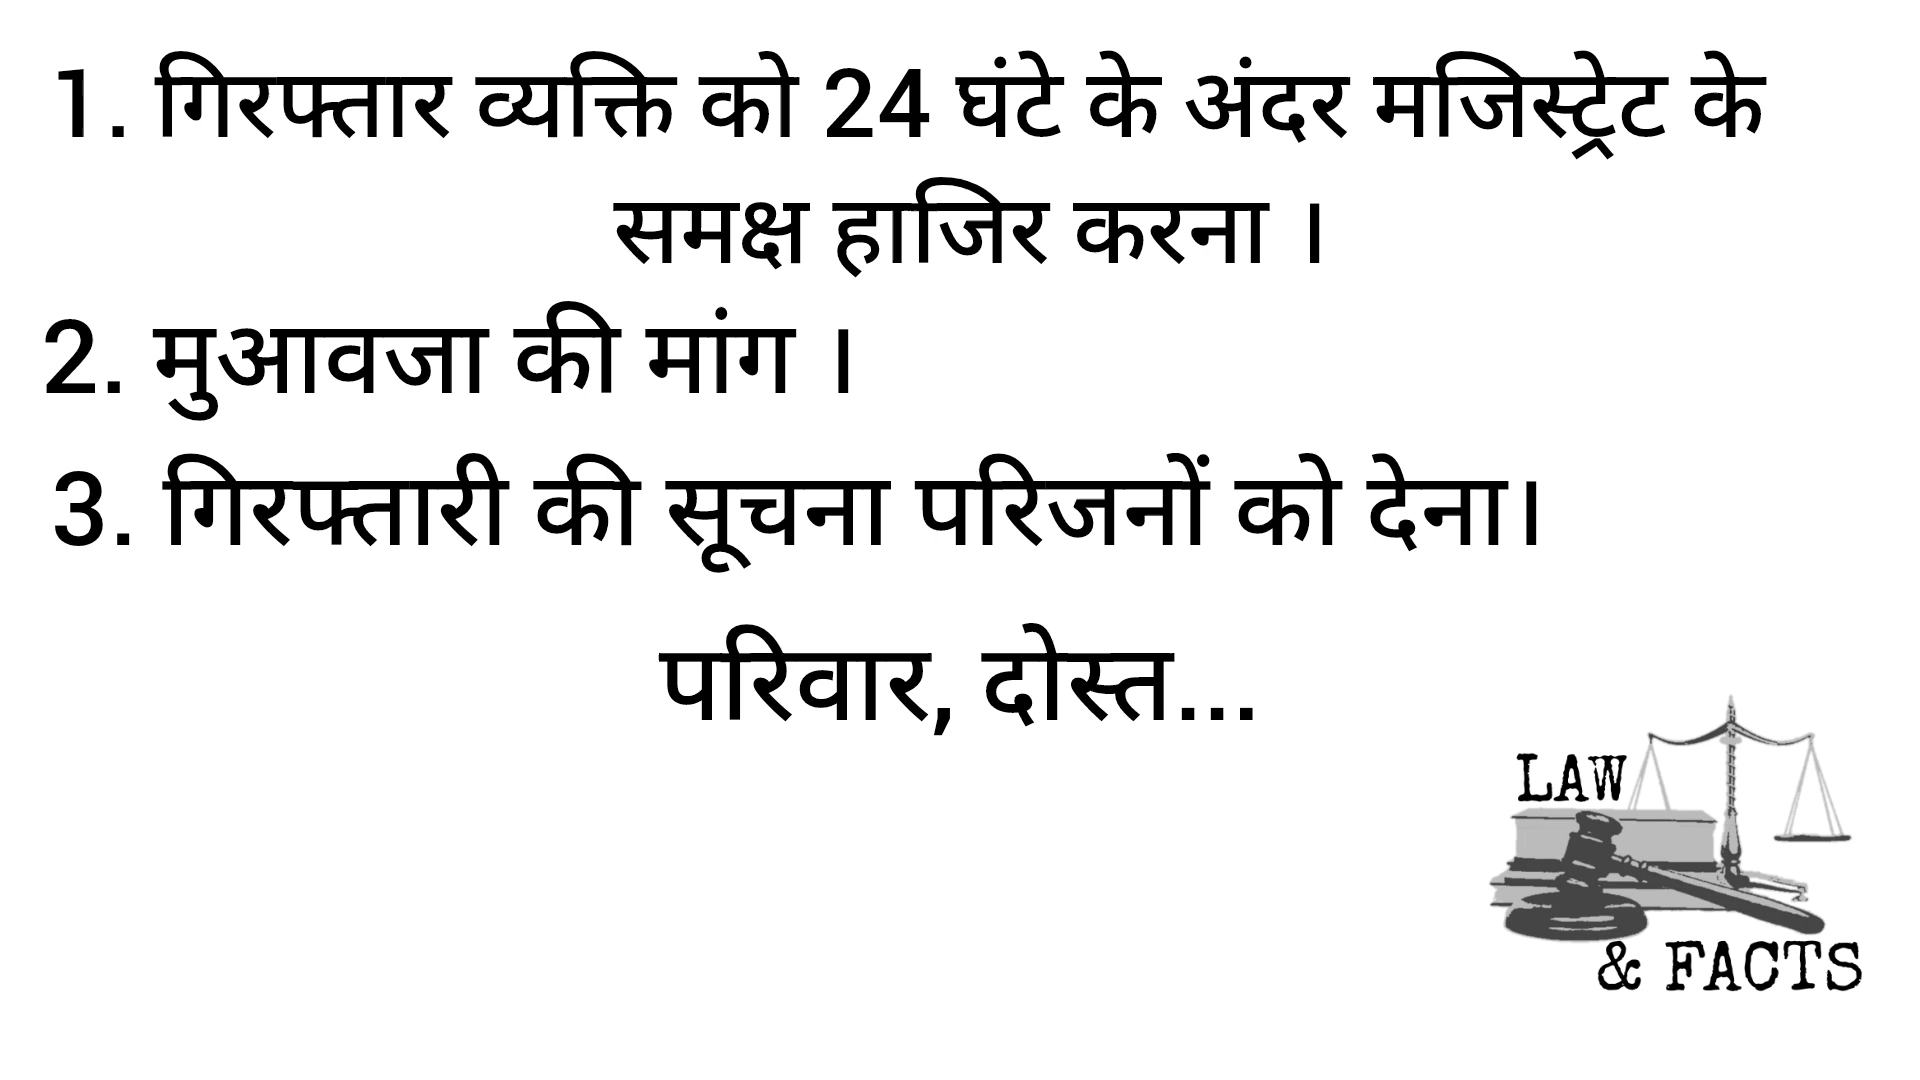 1. गिरफ्तार व्यक्ति को 24 घंटे के अंदर मजिस्ट्रेट के
समक्ष हाजिर करना ।
2. मुआवजा की मांग ।
3. गिरफ्तारी की सूचना परिजनों को देना।
परिवार, दोस्त...
LAW
& FACTS